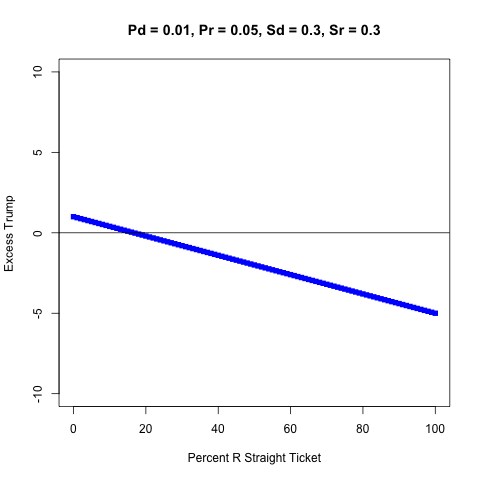 Pd = 0.01, Pr = 0.05, Sd = 0.3, Sr = 0.3
10
5
0
-5
-10
Excess Trump
0 20 40 60 80 100
Percent R Straight Ticket